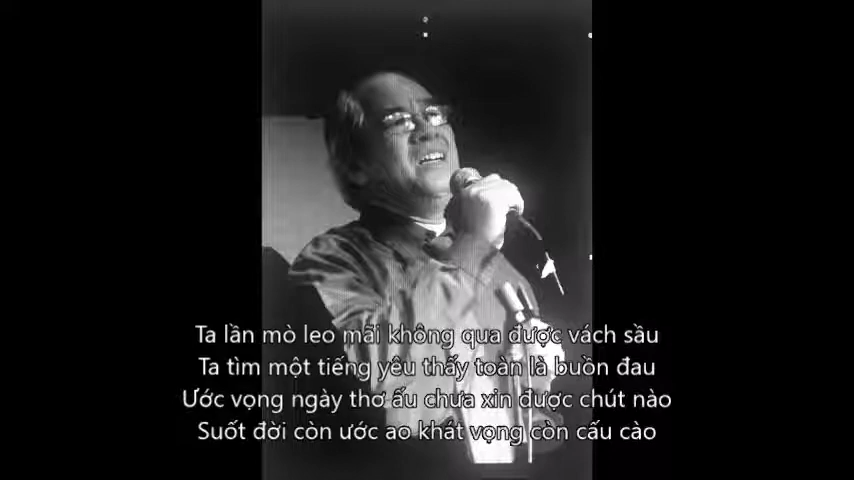 Ta lần mò leo mãi không qua được vách sầu
Ta tìm một tiếng yêu thấy toàn là buồn đau
Ước vọng ngày thơ ấu chưa xin được chút nào
Suốt đời còn ước ao khát vọng còn cấu cào